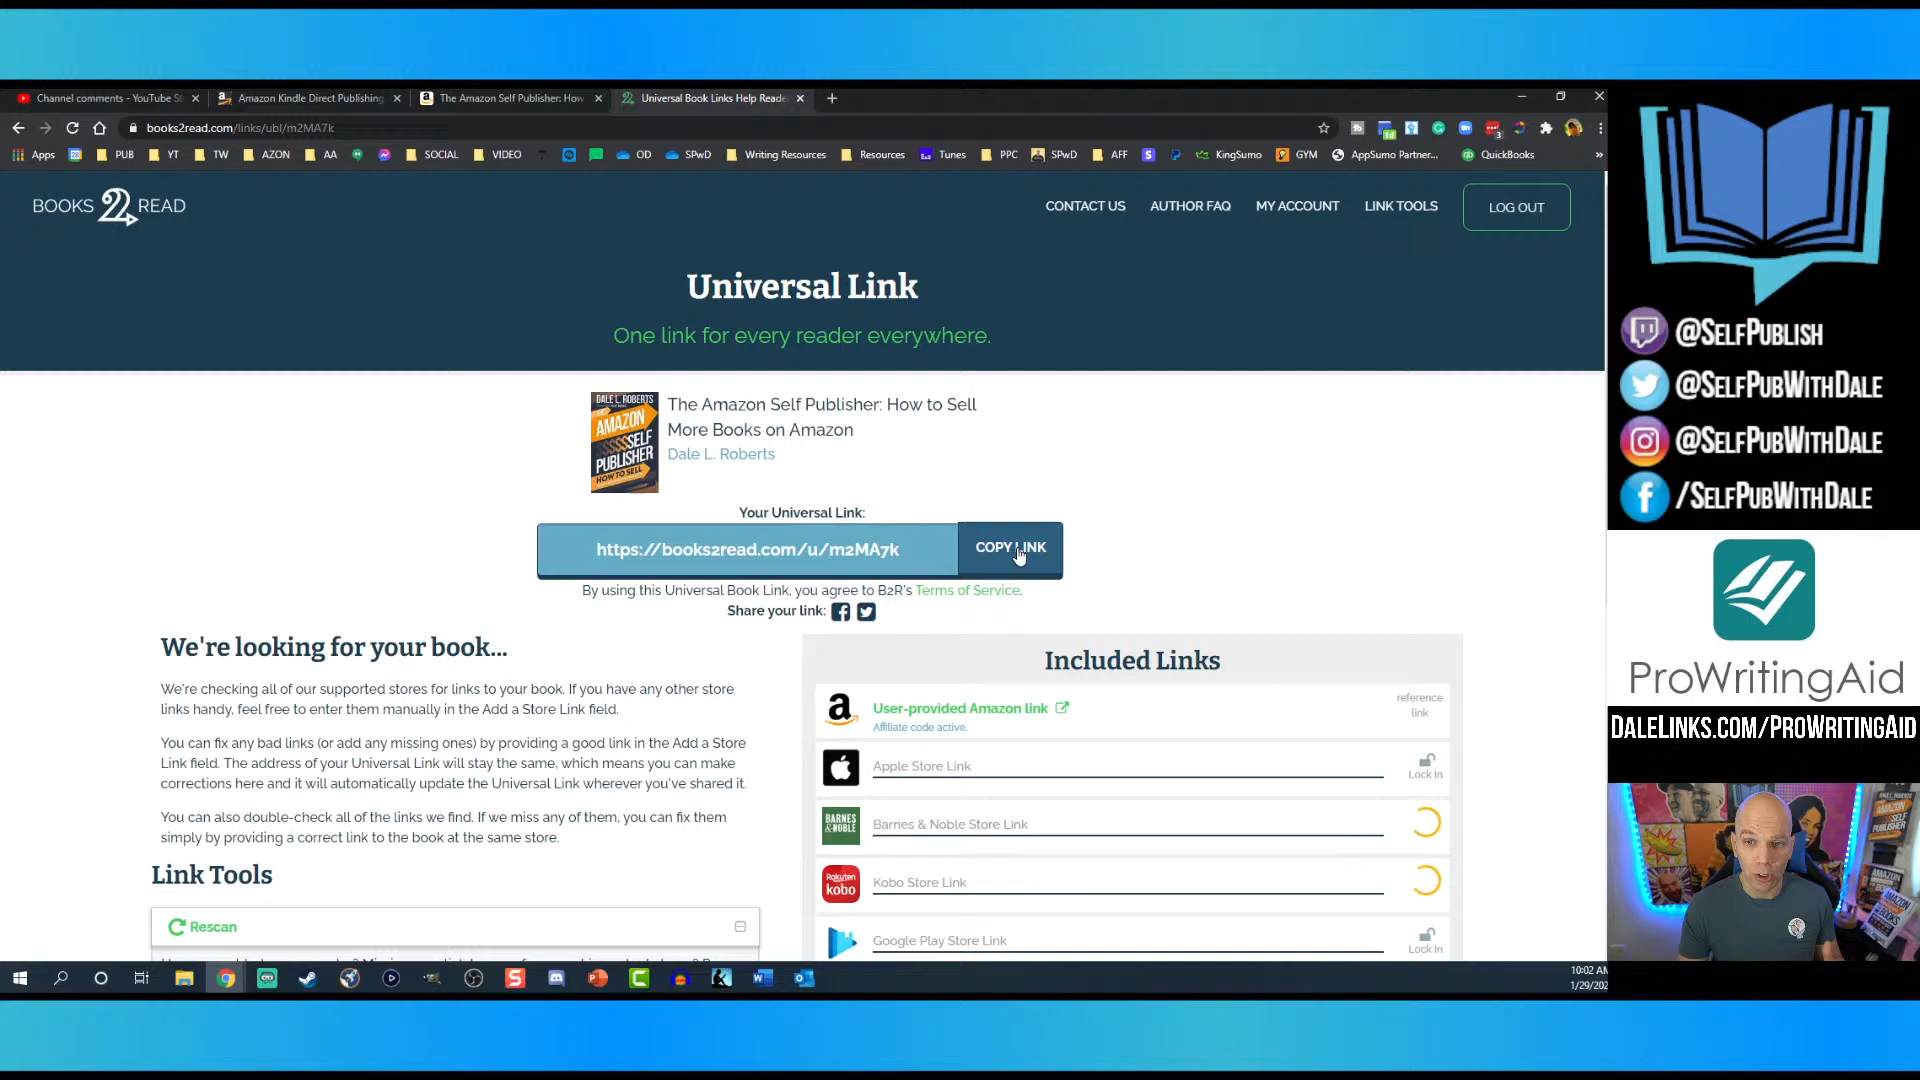 Channel comments - YouTube St
Amazon Kindle Direct Publishing
The Amazon Self Publisher: How
Universal Book Links Help Reade
books2read.com/links/ubl/m2MA7k
Apps
PUB
YT
TW
AZON
AA
SOCIAL
VIDEO
OD
SPwD
Writing Resources
Resources
Tunes
PPC
SPwD
AFF
KingSumo
GYM
AppSumo Partner...
QuickBooks
BOOKS 2 READ
CONTACT US
AUTHOR FAQ
MY ACCOUNT
LINK TOOLS
LOG OUT
Universal Link
One link for every reader everywhere.
DALE L. ROBERTS
AMAZON
SELF
PUBLISHER
HOW TO SELL
The Amazon Self Publisher: How to Sell
More Books on Amazon
Dale L. Roberts
Your Universal Link:
https://books2read.com/u/m2MA7k
COPY LINK
By using this Universal Book Link, you agree to B2R's Terms of Service.
Share your link:
We're looking for your book...
We're checking all of our supported stores for links to your book. If you have any other store
links handy, feel free to enter them manually in the Add a Store Link field.
You can fix any bad links (or add any missing ones) by providing a good link in the Add a Store
Link field. The address of your Universal Link will stay the same, which means you can make
corrections here and it will automatically update the Universal Link wherever you've shared it.
You can also double-check all of the links we find. If we miss any of them, you can fix them
simply by providing a correct link to the book at the same store.
Link Tools
Rescan
Included Links
User-provided Amazon link
Affiliate code active.
reference
link
Apple Store Link
Lock In
BARNES
&NOBLE
Barnes & Noble Store Link
Rakuten
kobo
Kobo Store Link
Google Play Store Link
Lock In
10:02 AM
1/29/202
@SELFPUBLISH
@SELFPUBWITHDALE
@SELFPUBWITHDALE
/SELFPUBWITHDALE
ProWritingAid
DALELINKS.COM/PROWRITINGAID